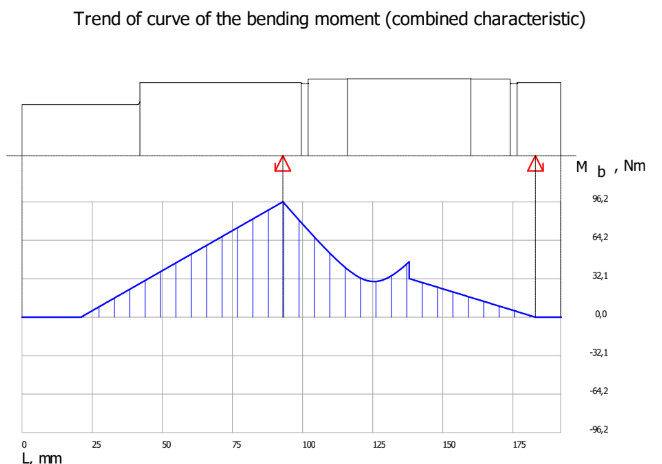 Trend of curve of the bending moment (combined characteristic)
M b , Nm
96,2
64,2
32,1
0,0
-32,1
-64,2
-96,2
0 25 50 75 100 125 150 175
L, mm